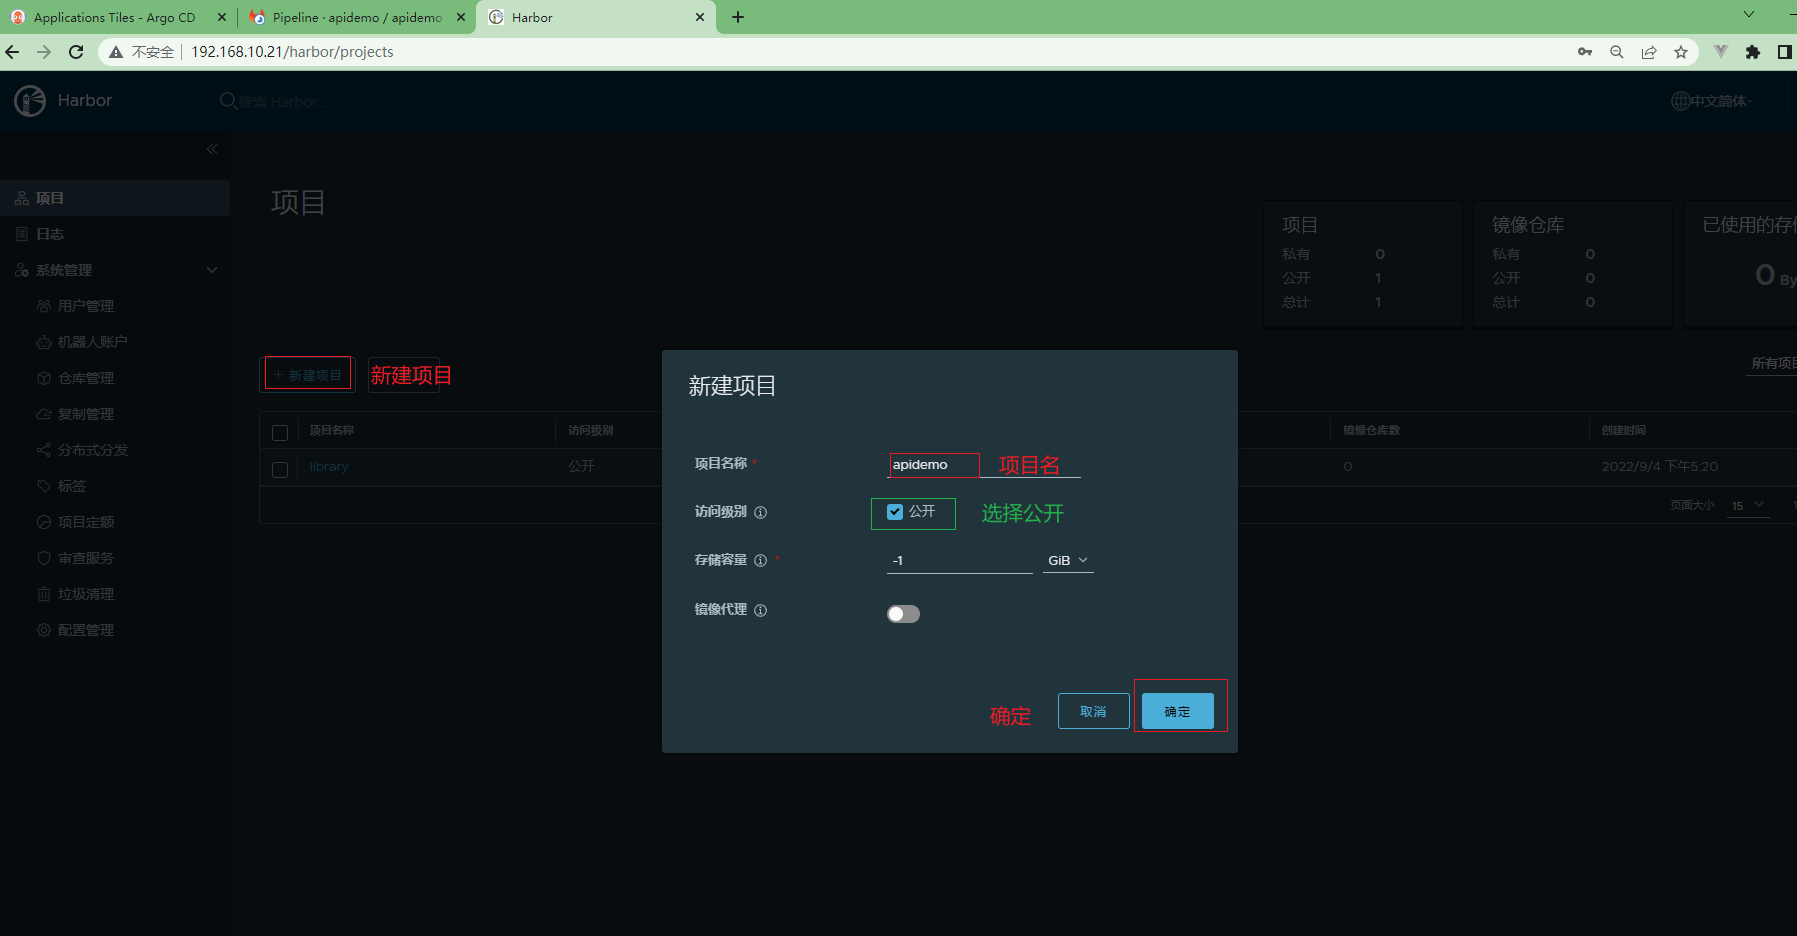 Applications Tiles - Argo CD
Pipeline · apidemo / apidemo
Harbor
不安全 | 192.168.10.21/harbor/projects
Harbor
搜索 Harbor...
中文简体
项目
日志
系统管理
用户管理
机器人账户
仓库管理
复制管理
分布式分发
标签
项目定额
审查服务
垃圾清理
配置管理
项目
项目
私有 0
公开 1
总计 1
镜像仓库
私有 0
公开 0
总计 0
已使用的存
0 By
+ 新建项目
新建项目
所有项目
项目名称 访问级别 镜像仓库数 创建时间
library 公开 0 2022/9/4 下午5:20
页面大小 15
新建项目
项目名称 * apidemo 项目名
访问级别 公开 选择公开
存储容量 * -1 GiB
镜像代理
确定 取消 确定